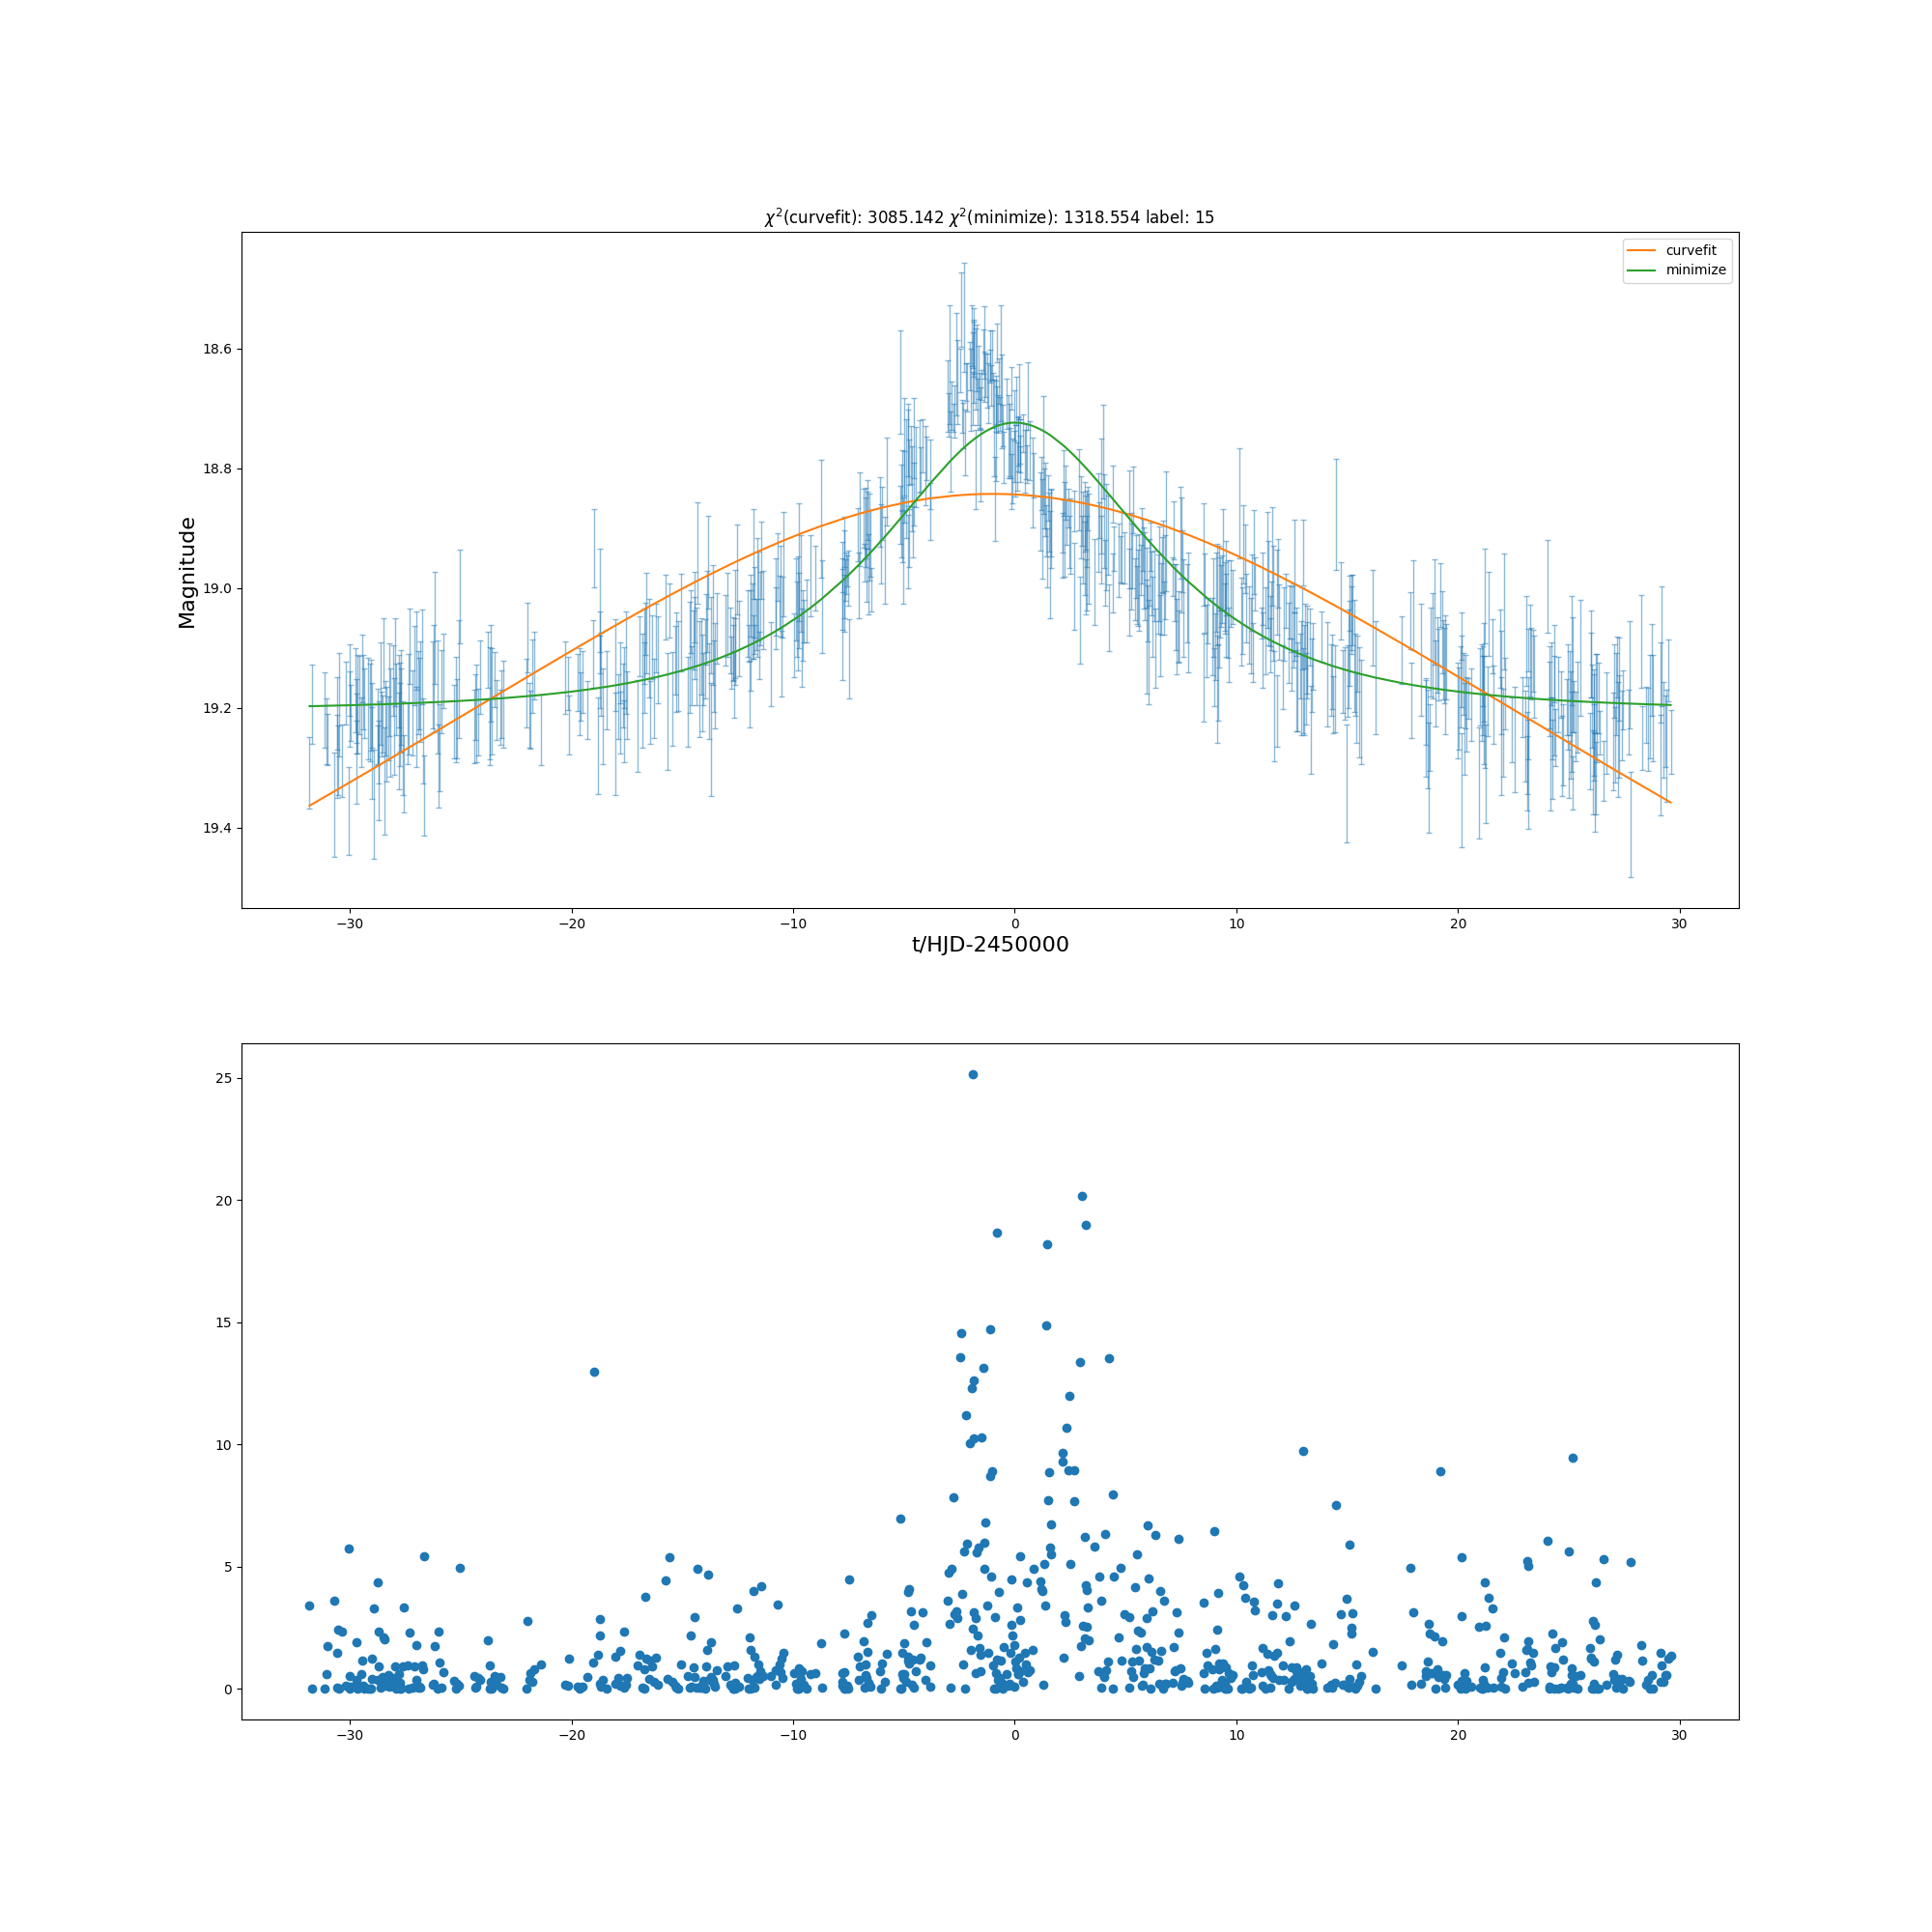 χ²(curvefit): 3085.142 χ²(minimize): 1318.554 label: 15
curvefit
minimize
Magnitude
18.6
18.8
19.0
19.2
19.4
−30 −20 −10 0 10 20 30
t/HJD-2450000
25
20
15
10
5
0
−30 −20 −10 0 10 20 30